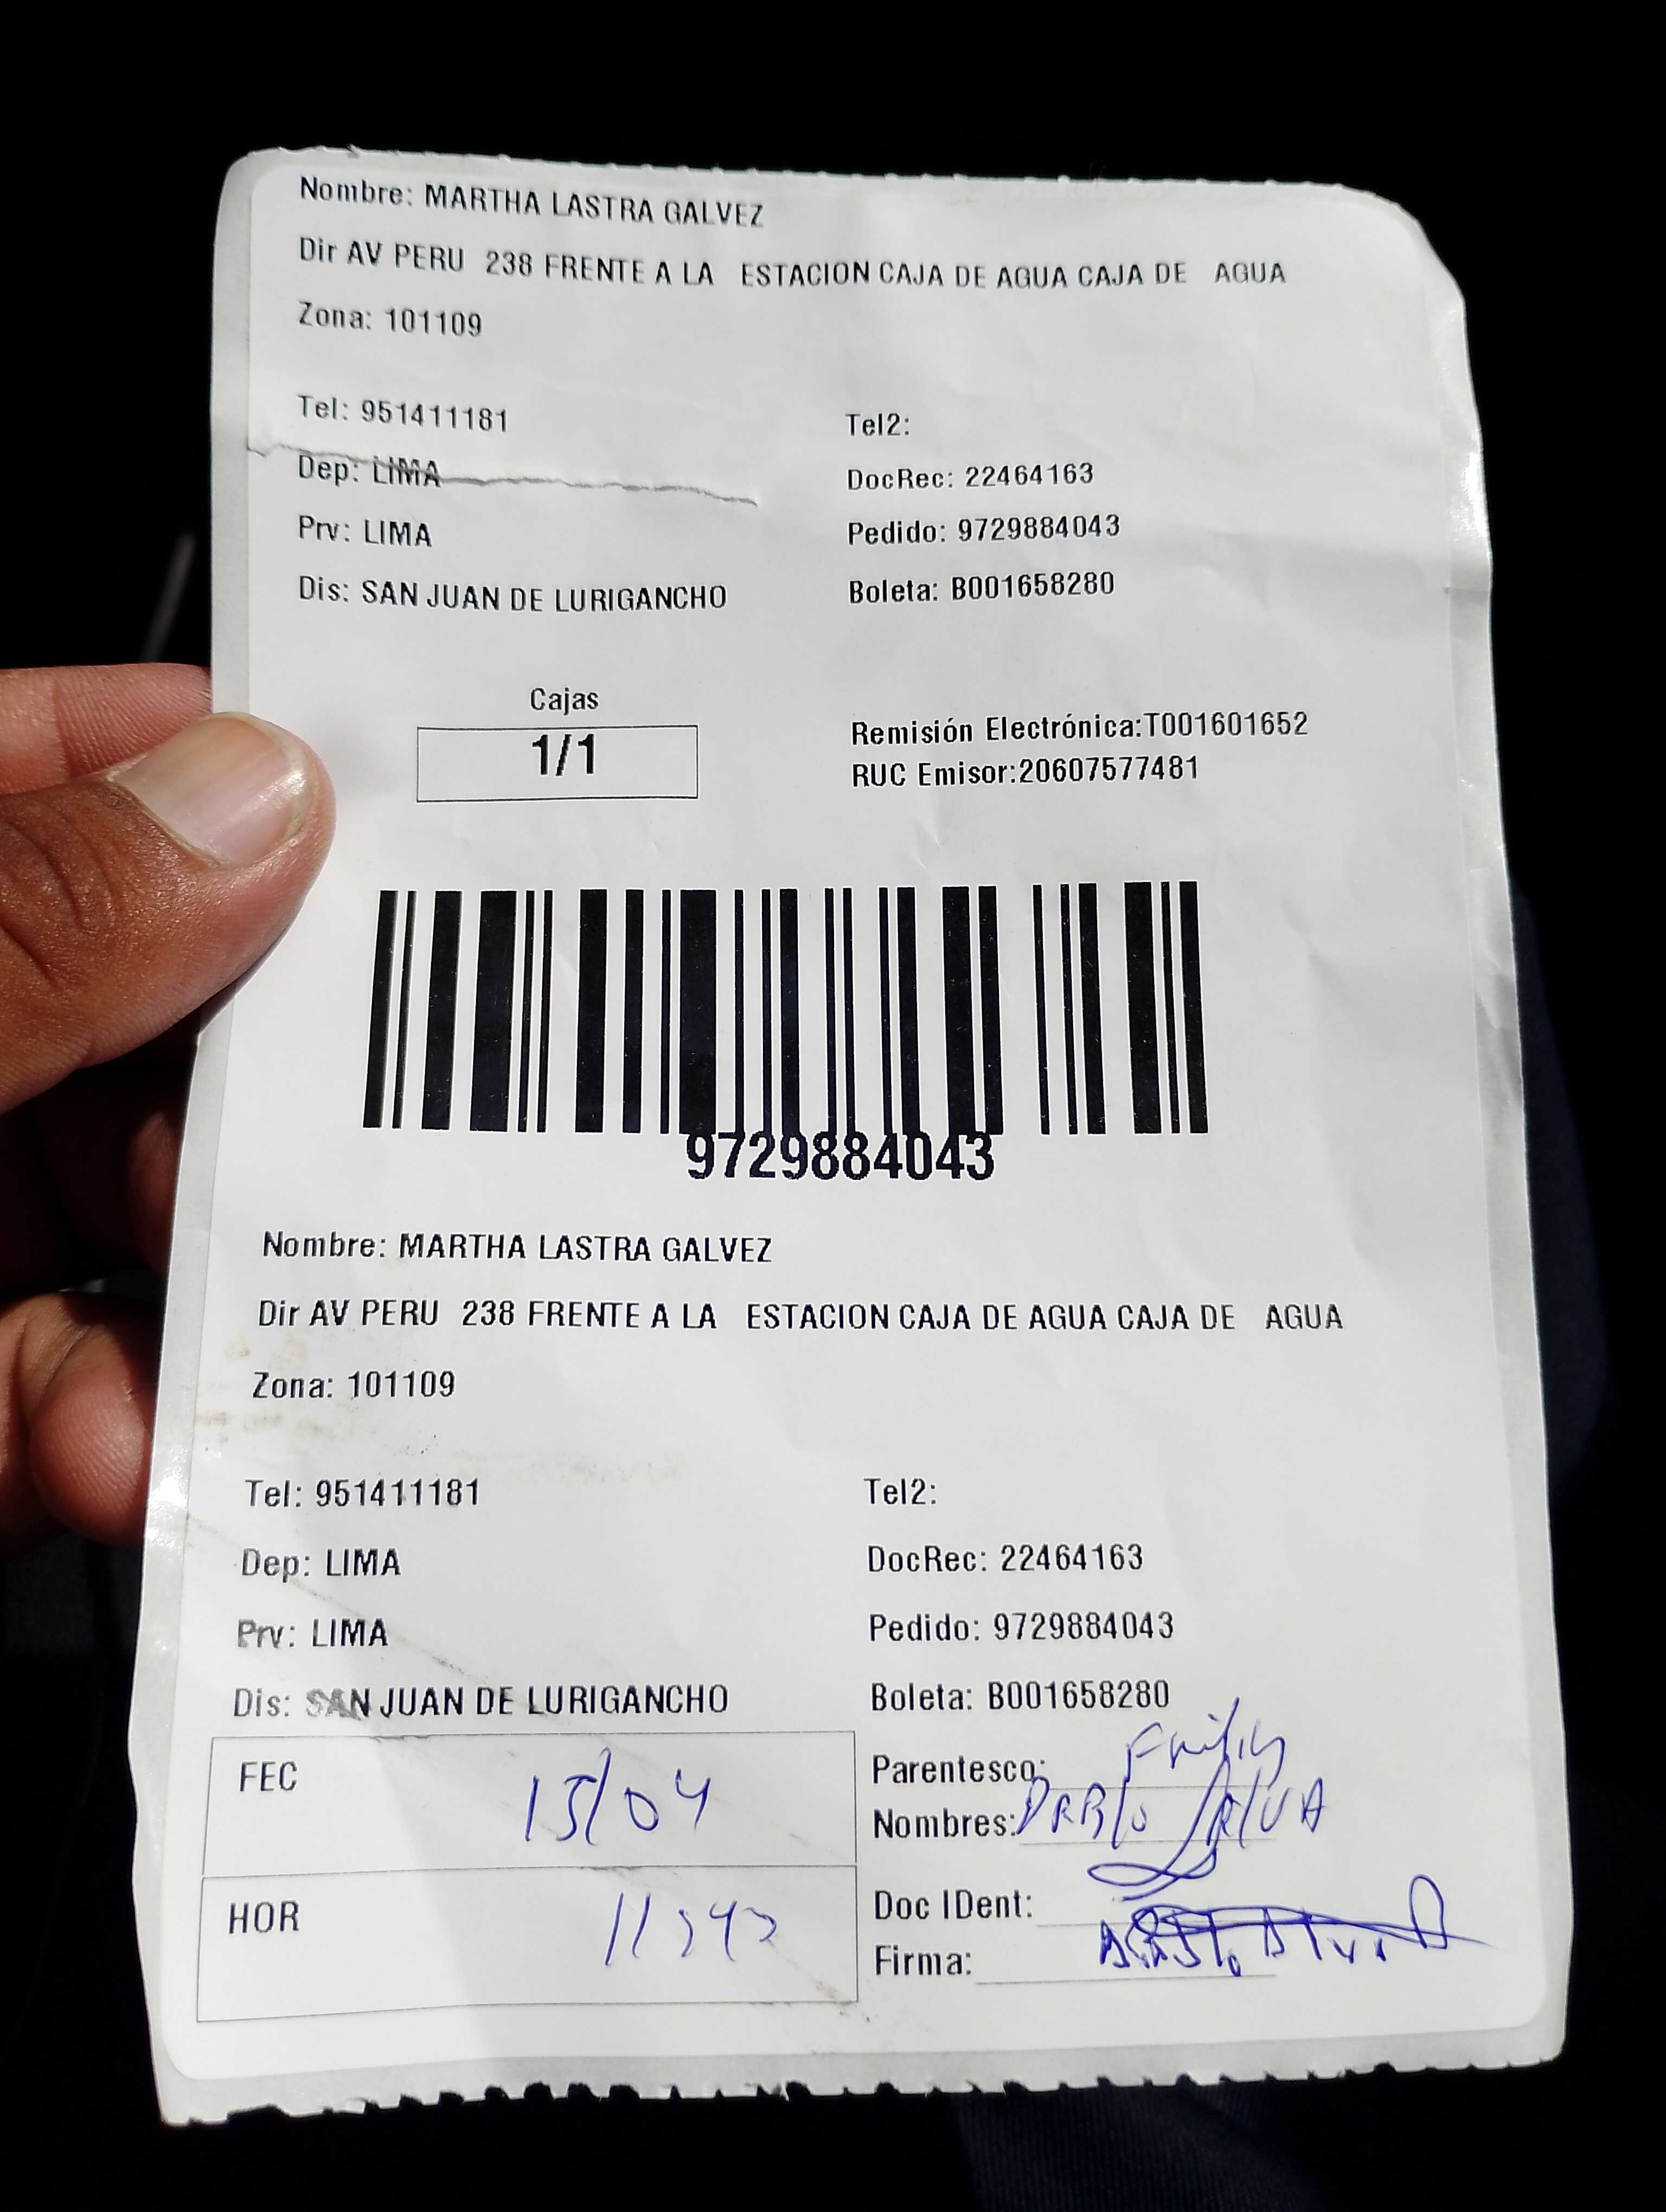 Nombre: MARTHA LASTRA GALVEZ
Dir AV PERU 238 FRENTE A LA ESTACION CAJA DE AGUA CAJA DE AGUA
Zona: 101109
Tel: 951411181 Tel2:
Dep: LIMA DocRec: 22464163
Prv: LIMA Pedido: 9729884043
Dis: SAN JUAN DE LURIGANCHO Boleta: B001658280
Cajas
1/1
Remisión Electrónica:T001601652
RUC Emisor:20607577481
9729884043
Nombre: MARTHA LASTRA GALVEZ
Dir AV PERU 238 FRENTE A LA ESTACION CAJA DE AGUA CAJA DE AGUA
Zona: 101109
Tel: 951411181 Tel2:
Dep: LIMA DocRec: 22464163
Prv: LIMA Pedido: 9729884043
Dis: SAN JUAN DE LURIGANCHO Boleta: B001658280
FEC 15/04
Parentesco:
Nombres:
HOR
Doc IDent:
Firma: